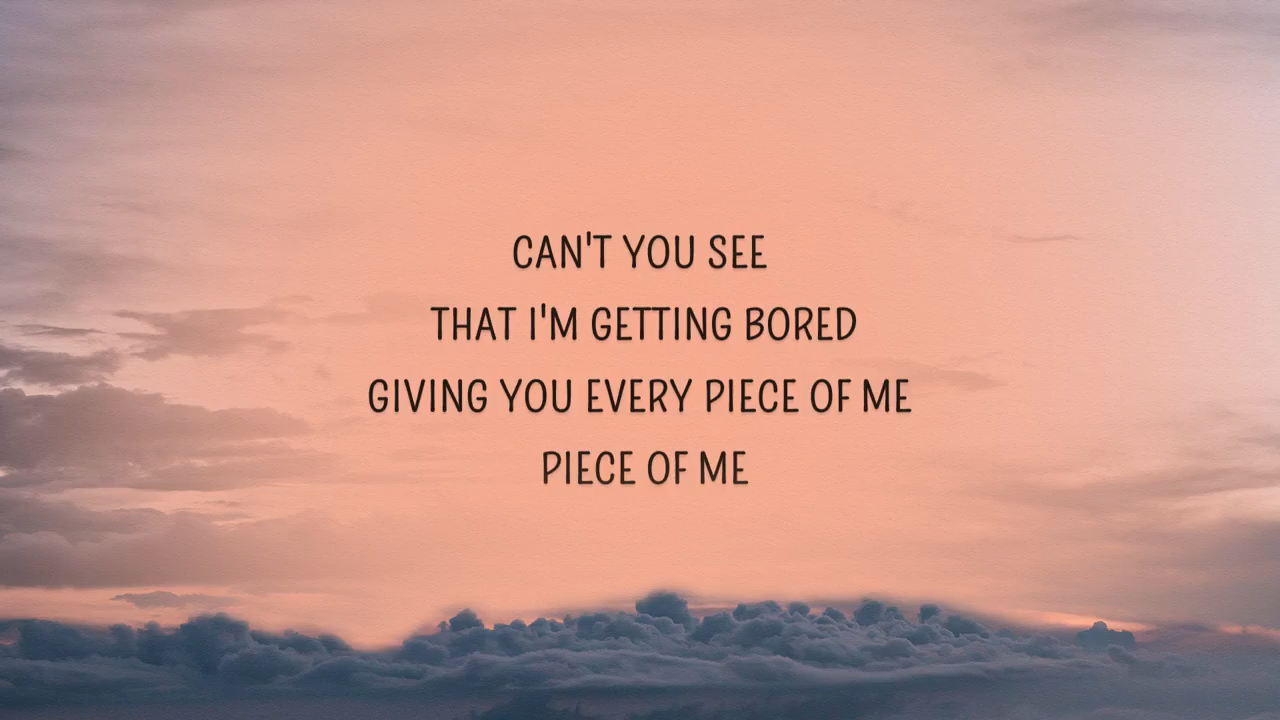 CAN'T YOU SEE
THAT I'M GETTING BORED
GIVING YOU EVERY PIECE OF ME
PIECE OF ME